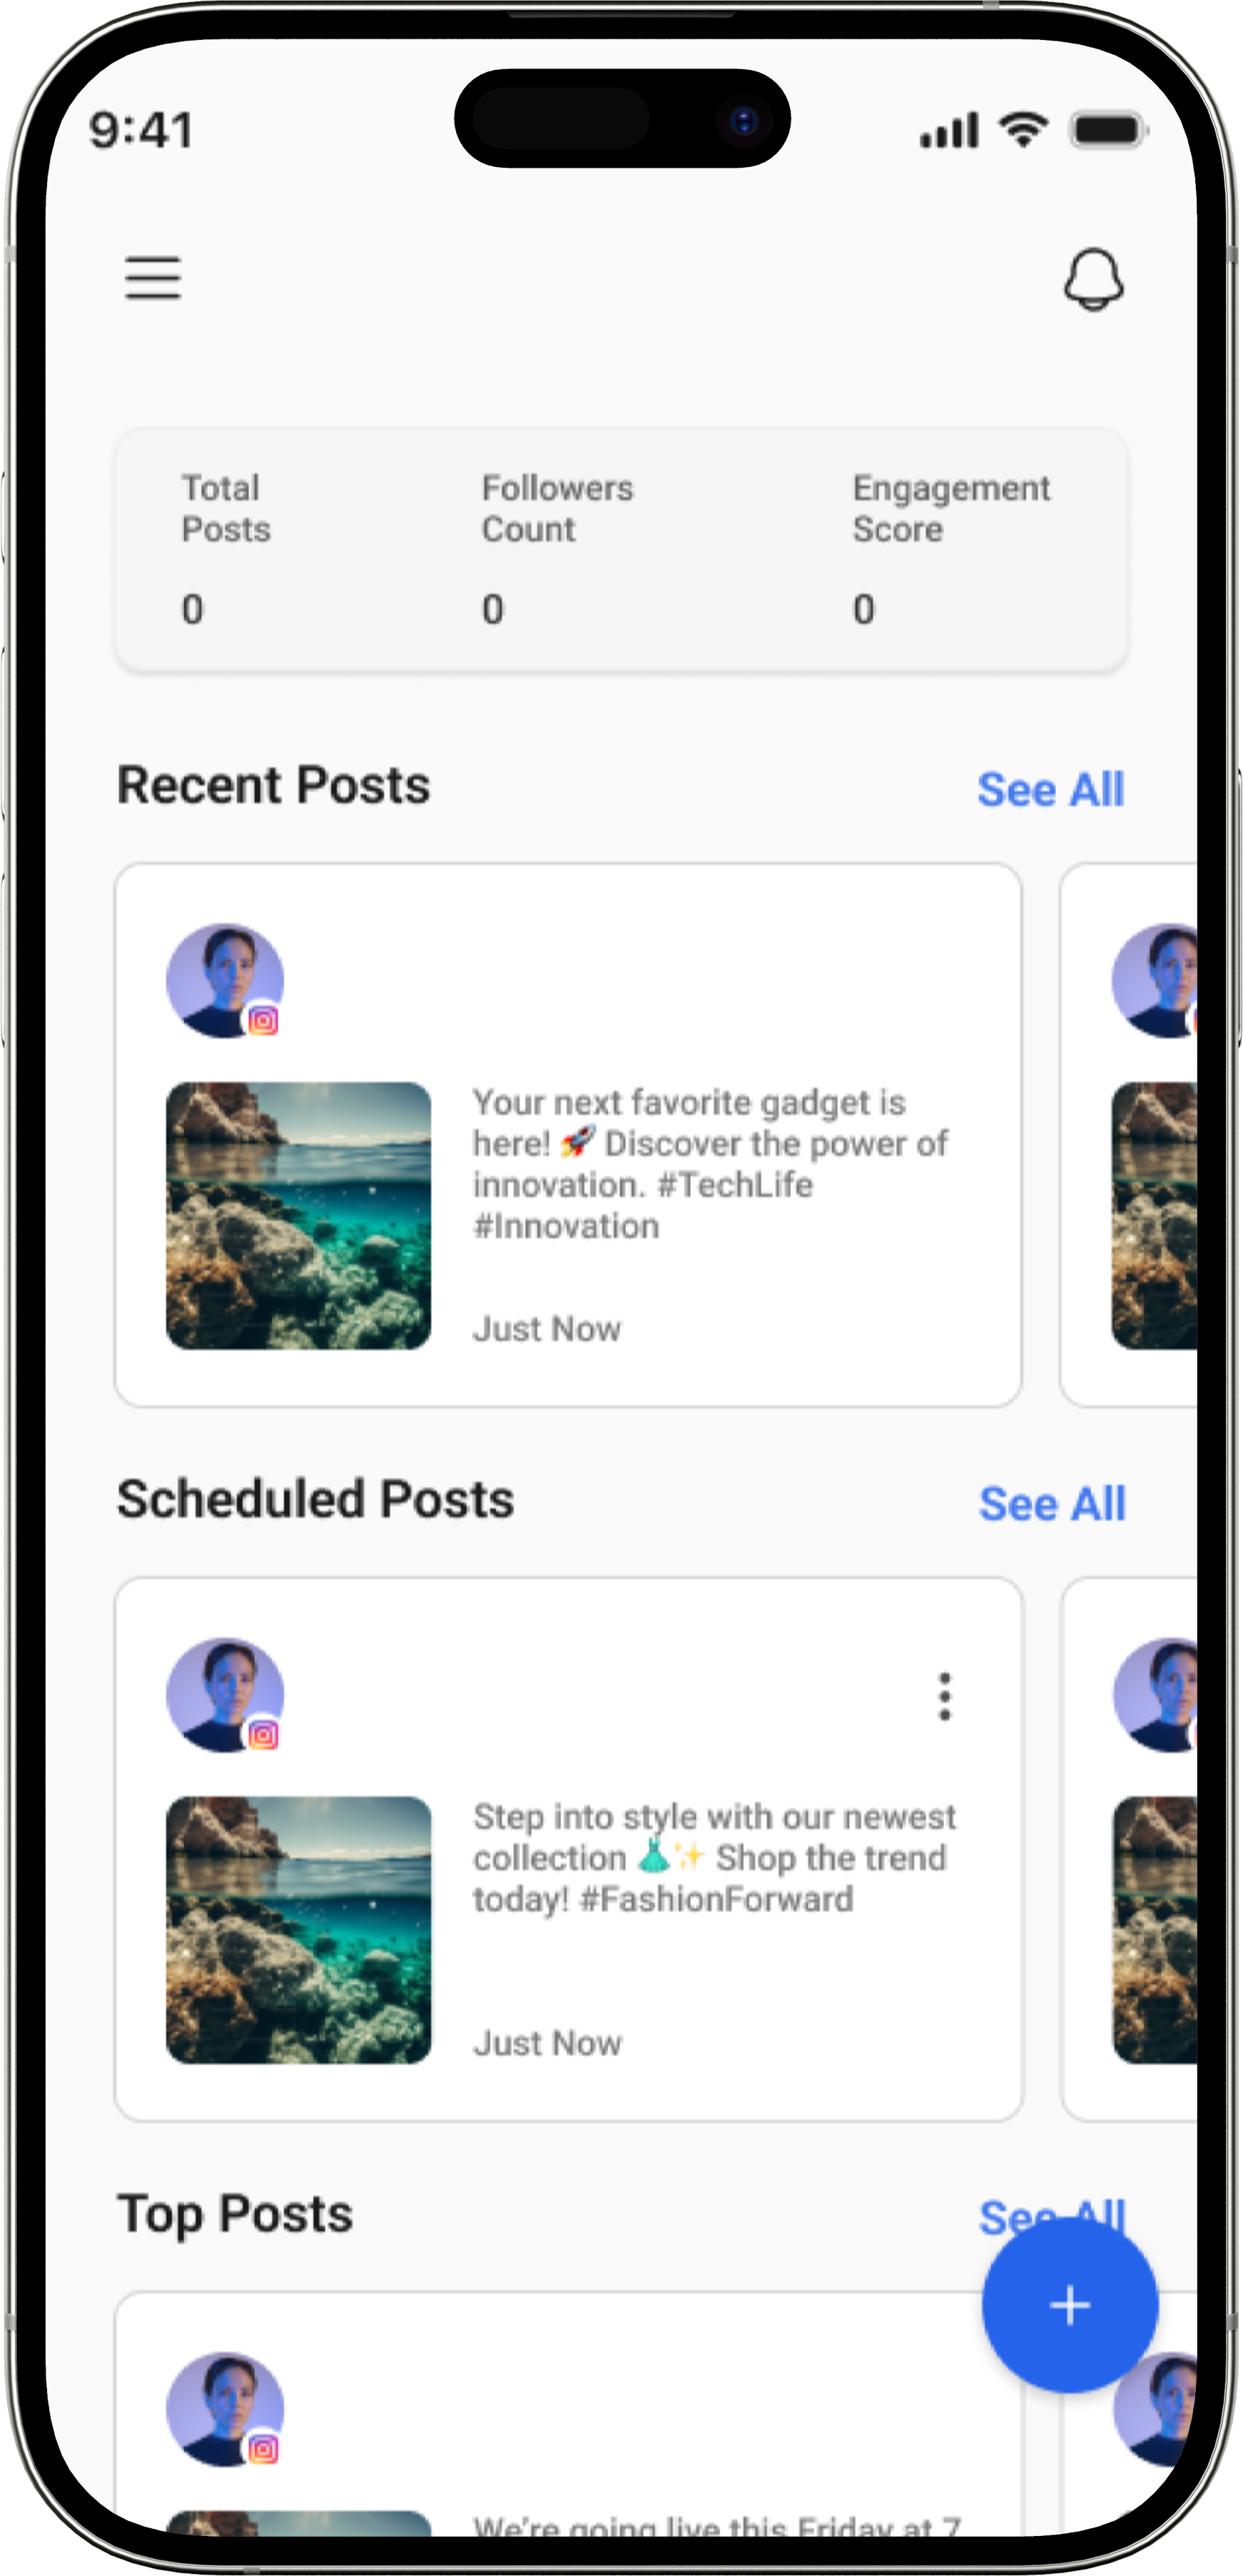 9:41
Total
Posts
0
Followers
Count
0
Engagement
Score
0
Recent Posts
See All
Your next favorite gadget is
here! 🚀 Discover the power of
innovation. #TechLife
#Innovation
Just Now
Scheduled Posts
See All
Step into style with our newest
collection 👗✨ Shop the trend
today! #FashionForward
Just Now
Top Posts
See All
We're going live this Friday at 7